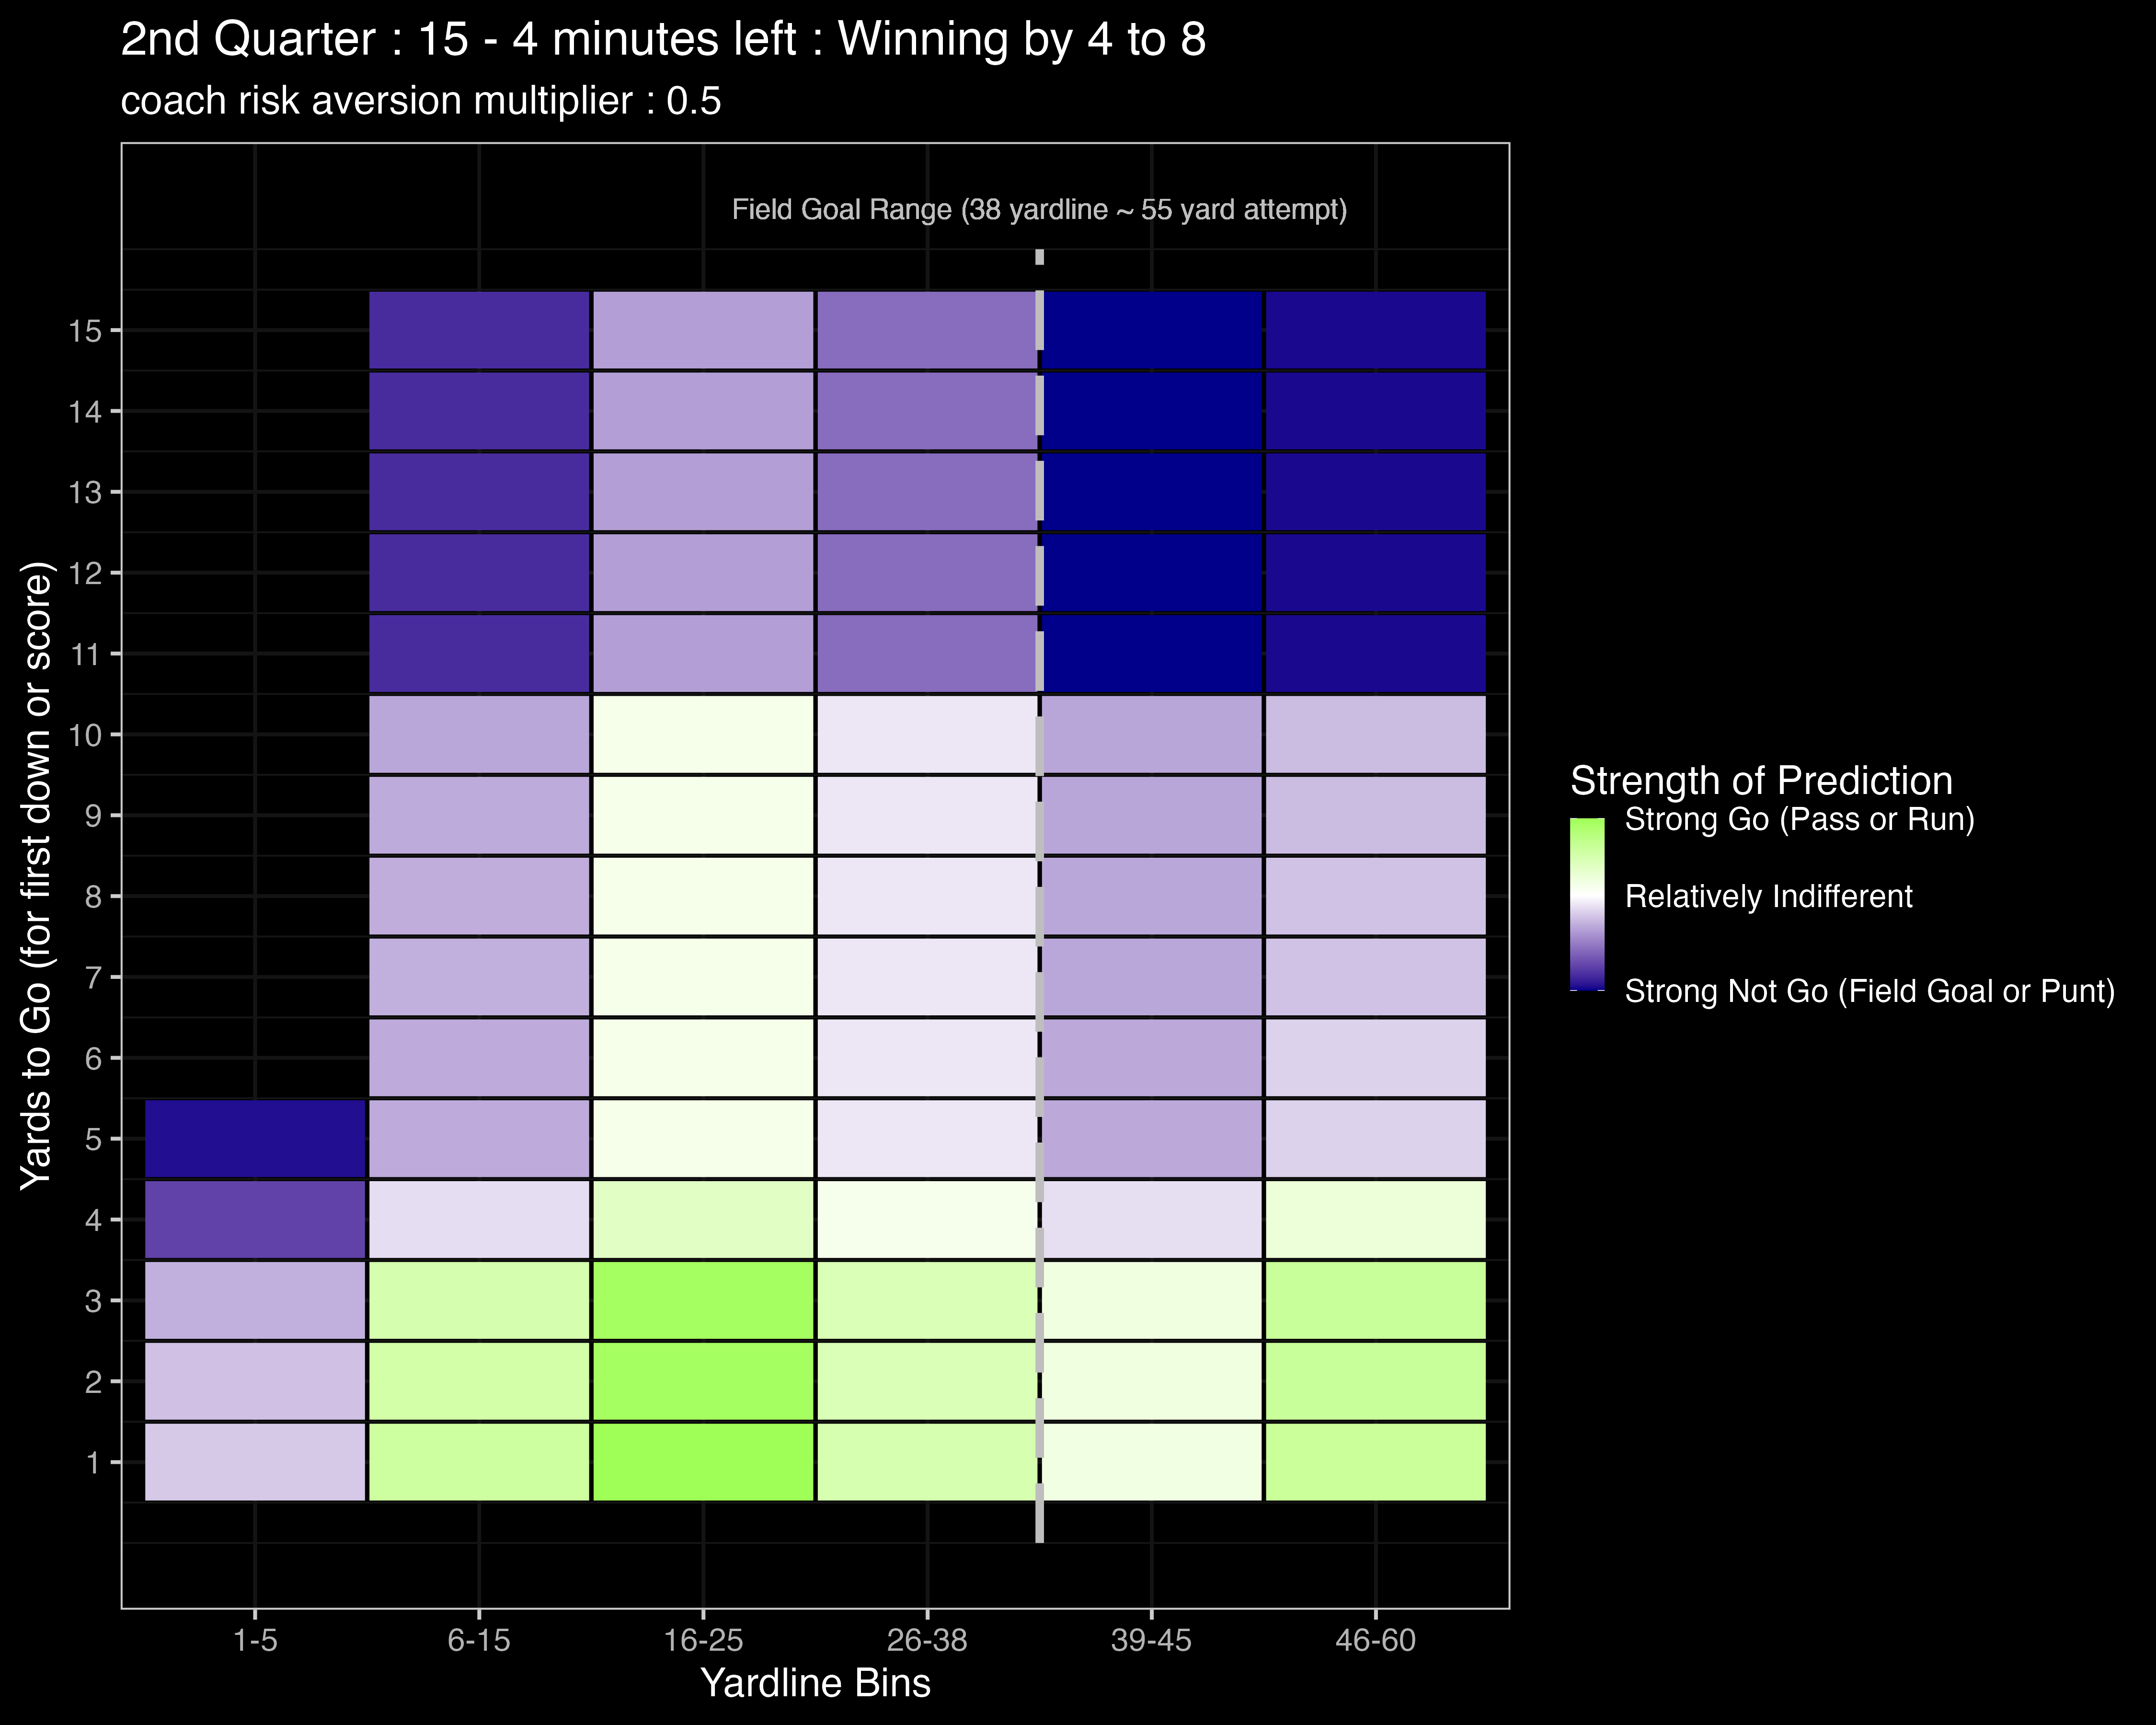 2nd Quarter : 15 - 4 minutes left : Winning by 4 to 8
coach risk aversion multiplier : 0.5
Field Goal Range (38 yardline ~ 55 yard attempt)
Yards to Go (for first down or score)
15
14
13
12
11
10
9
8
7
6
5
4
3
2
1
1-5
6-15
16-25
26-38
39-45
46-60
Yardline Bins
Strength of Prediction
Strong Go (Pass or Run)
Relatively Indifferent
Strong Not Go (Field Goal or Punt)